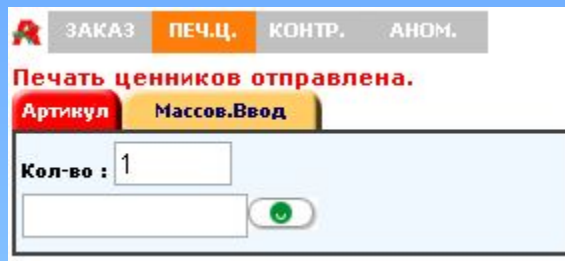 ЗАКАЗ ПЕЧ.Ц. КОНТР. АНОМ.
Печать ценников отправлена.
Артикул Массов.Ввод
Кол-во : 1